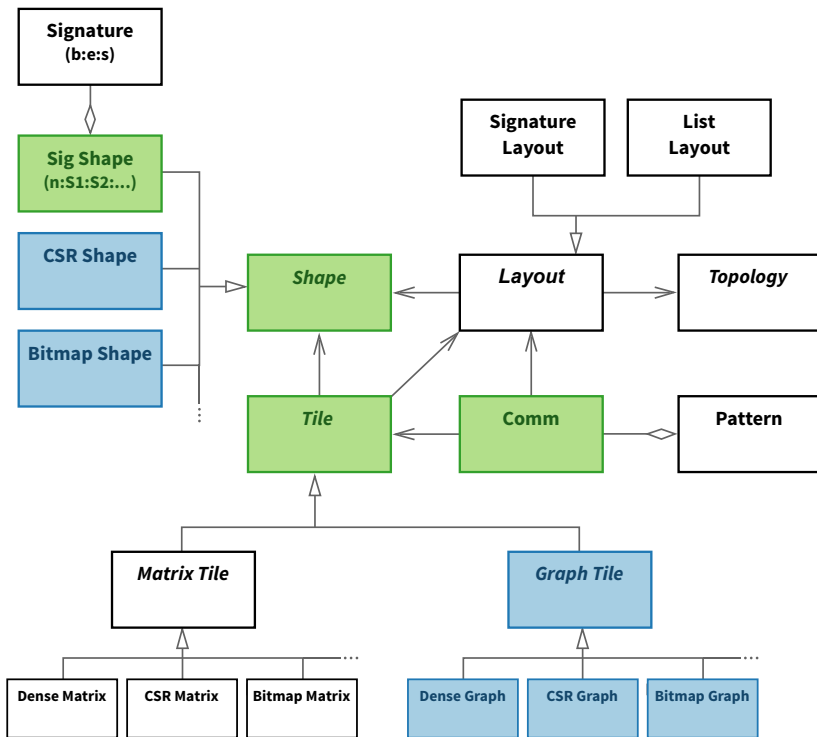 Signature
(b:e:s)
Sig Shape
(n:S1:S2:...)
CSR Shape
Bitmap Shape
Signature
Layout
List
Layout
Shape
Layout
Topology
Tile
Comm
Pattern
Matrix Tile
Graph Tile
Dense Matrix
CSR Matrix
Bitmap Matrix
Dense Graph
CSR Graph
Bitmap Graph